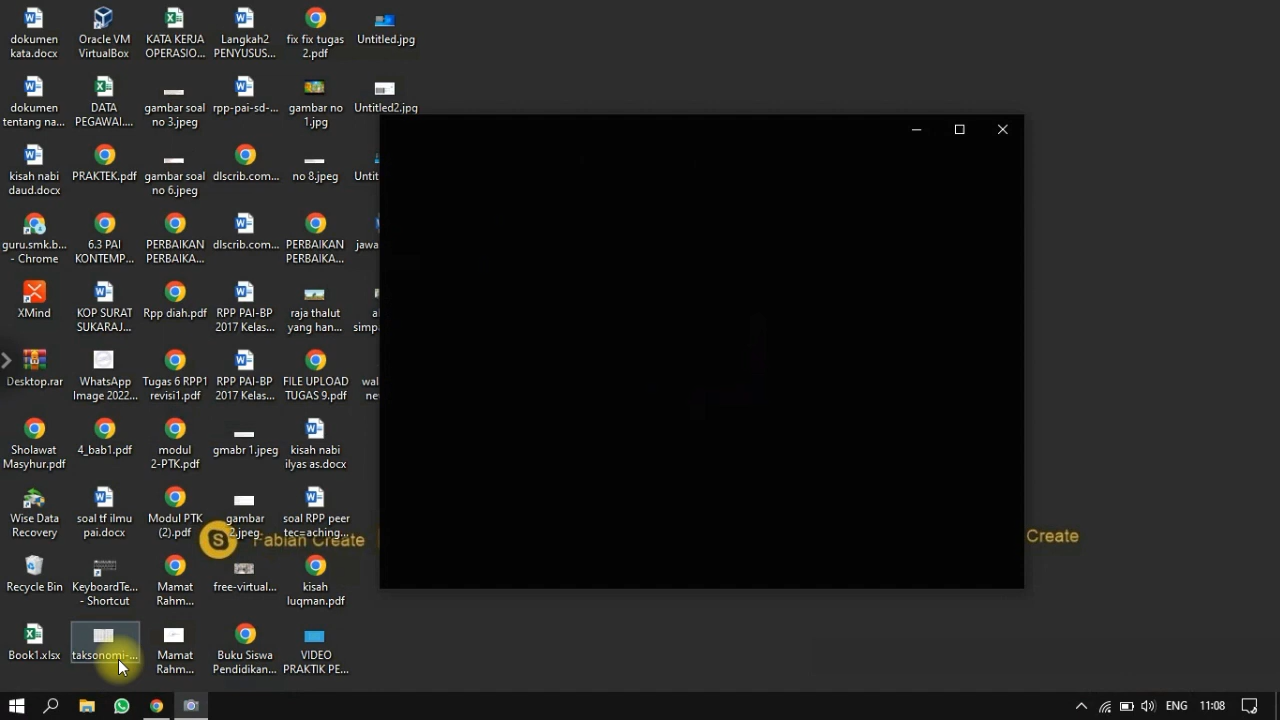 dokumen
kata.docx
Oracle VM
VirtualBox
KATA KERJA
OPERASIO...
Langkah2
PENYUSUS...
fix fix tugas
2.pdf
Untitled.jpg
dokumen
tentang na...
DATA
PEGAWAI....
gambar soal
no 3.jpeg
rpp-pai-sd-...
gambar no
1.jpg
Untitled2.jpg
kisah nabi
daud.docx
PRAKTEK.pdf
gambar soal
no 6.jpeg
dlscrib.com...
no 8.jpeg
Untit
guru.smk.b...
- Chrome
6.3 PAI
KONTEMP...
PERBAIKAN
PERBAIKA...
dlscrib.com...
PERBAIKAN
PERBAIKA...
jawa
XMind
KOP SURAT
SUKARAJ...
Rpp diah.pdf
RPP PAI-BP
2017 Kelas...
raja thalut
yang han...
al
simpa
Desktop.rar
WhatsApp
Image 2022...
Tugas 6 RPP1
revisi1.pdf
RPP PAI-BP
2017 Kelas...
FILE UPLOAD
TUGAS 9.pdf
wal
ne
Sholawat
Masyhur.pdf
4_bab1.pdf
modul
2-PTK.pdf
gmabr 1.jpeg
kisah nabi
ilyas as.docx
Wise Data
Recovery
soal tf ilmu
pai.docx
Modul PTK
(2).pdf
gambar
2.jpeg
soal RPP peer
tec=aching...
S
Fabian Create
Create
Recycle Bin
KeyboardTe...
- Shortcut
Mamat
Rahm...
free-virtual...
kisah
luqman.pdf
Book1.xlsx
taksonomi-...
Mamat
Rahm...
Buku Siswa
Pendidikan...
VIDEO
PRAKTIK PE...
ENG
11:08